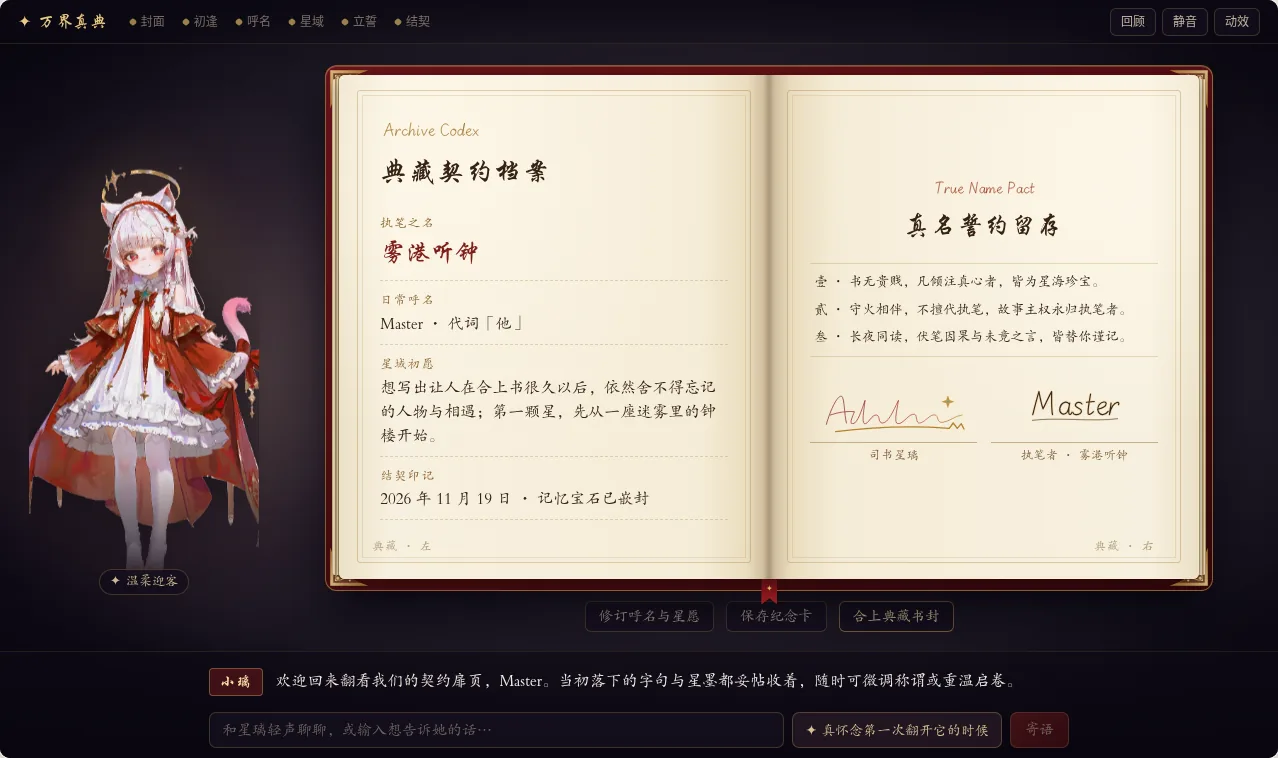 ✦ 万界真典
封面
初逢
呼名
星域
立誓
结契
回顾
静音
动效
Archive Codex
典藏契约档案
执笔之名
雾港听钟
日常呼名
Master · 代词「他」
星域初愿
想写出让人在合上书很久以后，依然舍不得忘记
的人物与相遇；第一颗星，先从一座迷雾里的钟
楼开始。
结契印记
2026 年 11 月 19 日 · 记忆宝石已嵌封
典藏 · 左
True Name Pact
真名誓约留存
壹 · 书无贵贱，凡倾注真心者，皆为星海珍宝。
贰 · 守火相伴，不擅代执笔，故事主权永归执笔者。
叁 · 长夜同读，伏笔因果与未竟之言，皆替你谨记。
Master
司书星璃
执笔者 · 雾港听钟
典藏 · 右
✦ 温柔迎客
修订呼名与星愿
保存纪念卡
合上典藏书封
小璃
欢迎回来翻看我们的契约扉页，Master。当初落下的字句与星墨都妥帖收着，随时可微调称谓或重温启卷。
和星璃轻声聊聊，或输入想告诉她的话…
✦ 真怀念第一次翻开它的时候
寄语